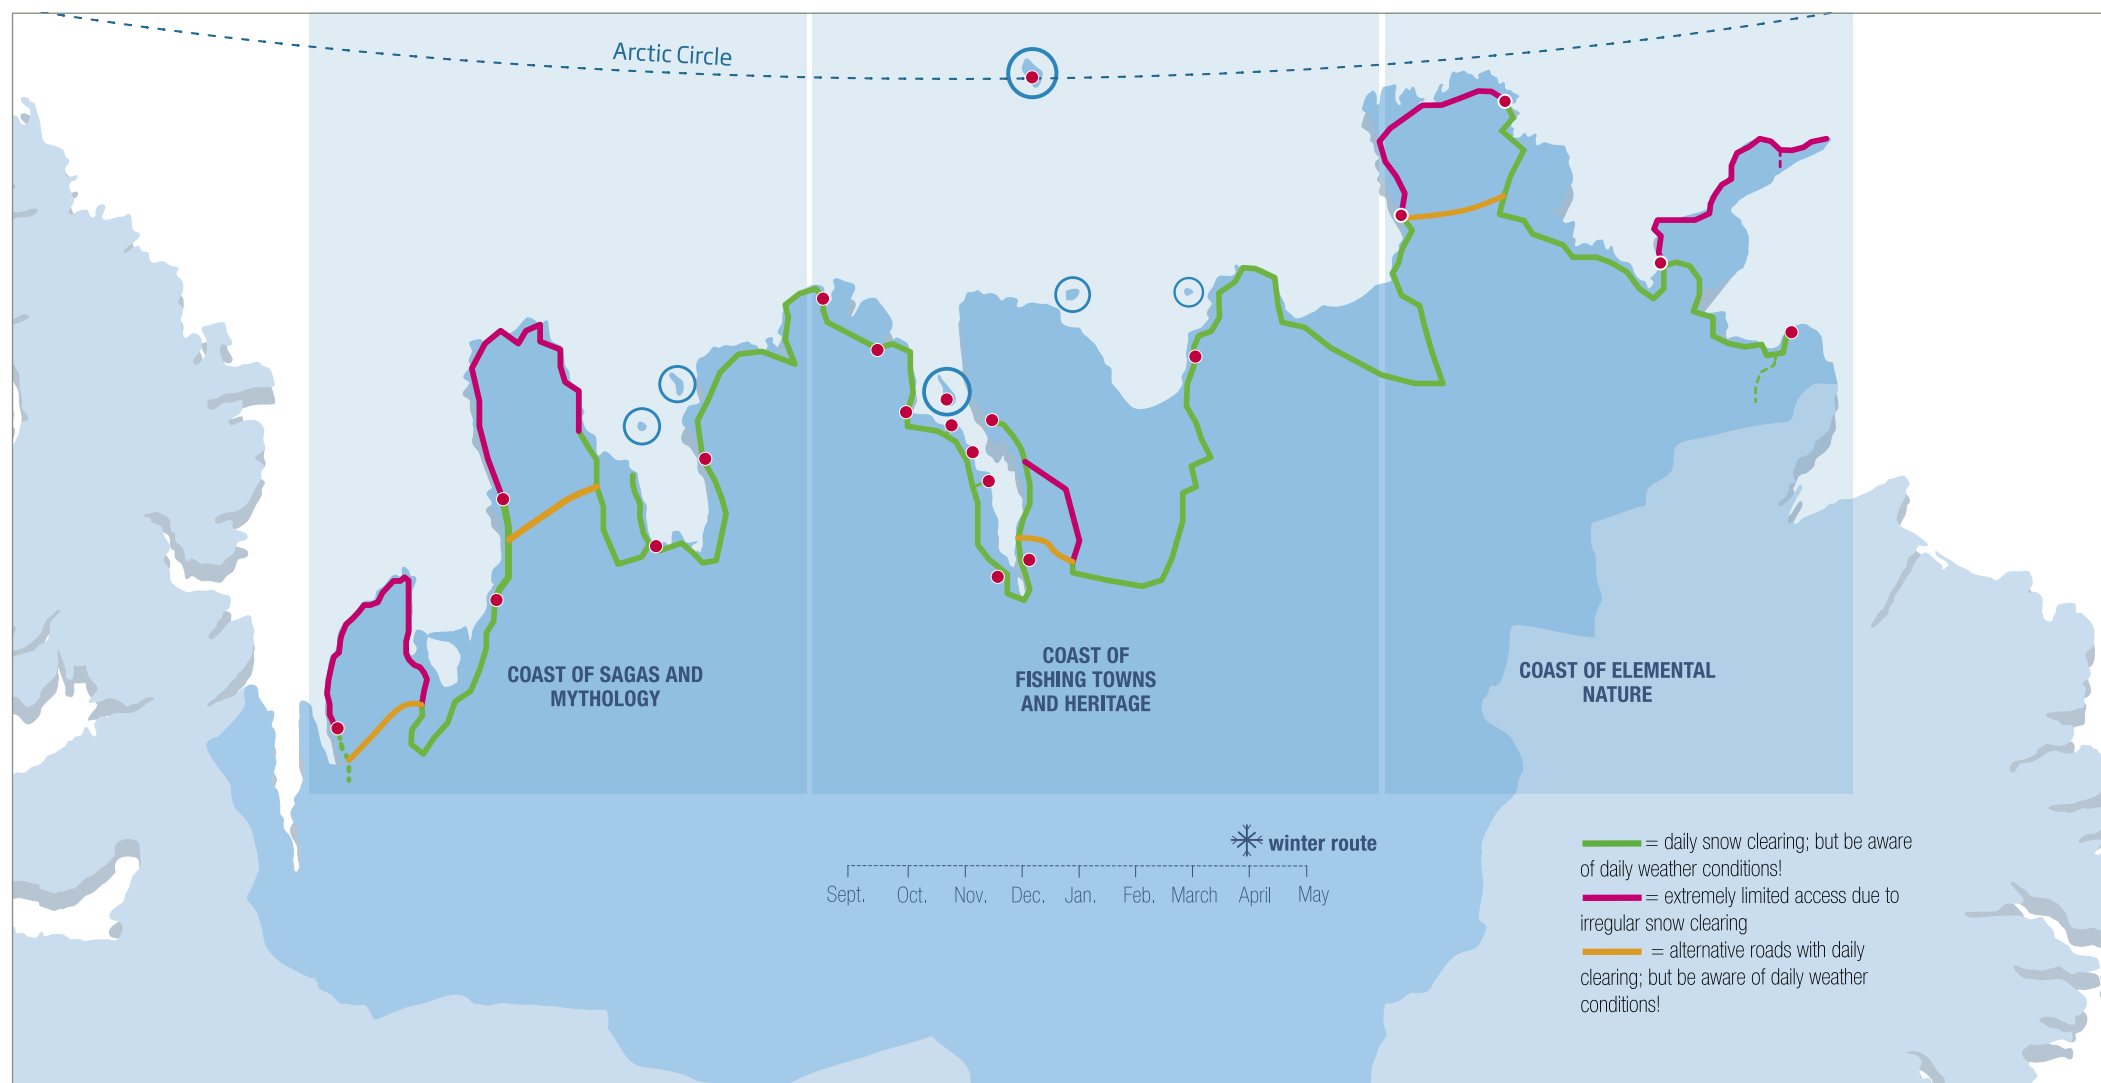 Arctic Circle
COAST OF SAGAS AND
MYTHOLOGY
COAST OF
FISHING TOWNS
AND HERITAGE
COAST OF ELEMENTAL
NATURE
winter route
Sept. Oct. Nov. Dec. Jan. Feb. March April May
= daily snow clearing; but be aware
of daily weather conditions!
= extremely limited access due to
irregular snow clearing
= alternative roads with daily
clearing; but be aware of daily weather
conditions!